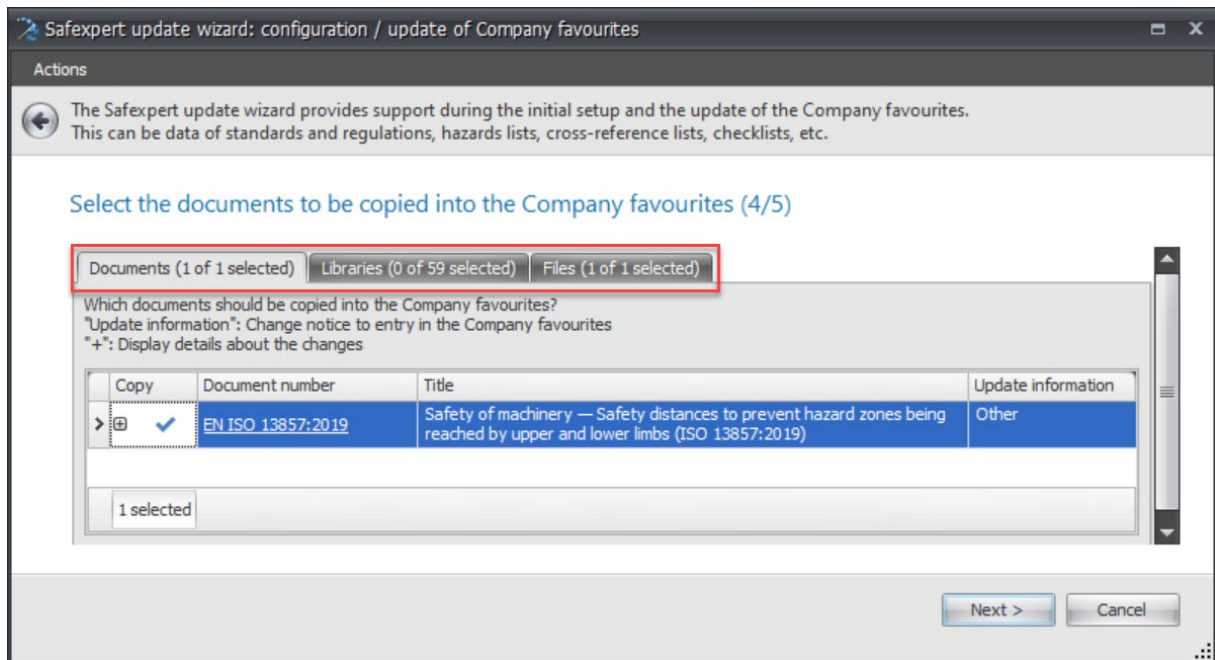 Safexpert update wizard: configuration / update of Company favourites
Actions
The Safexpert update wizard provides support during the initial setup and the update of the Company favourites.
This can be data of standards and regulations, hazards lists, cross-reference lists, checklists, etc.
Select the documents to be copied into the Company favourites (4/5)
Documents (1 of 1 selected) Libraries (0 of 59 selected) Files (1 of 1 selected)
Which documents should be copied into the Company favourites?
"Update information": Change notice to entry in the Company favourites
"+": Display details about the changes
Copy Document number Title Update information
EN ISO 13857:2019 Safety of machinery — Safety distances to prevent hazard zones being Other
reached by upper and lower limbs (ISO 13857:2019)
1 selected
Next > Cancel